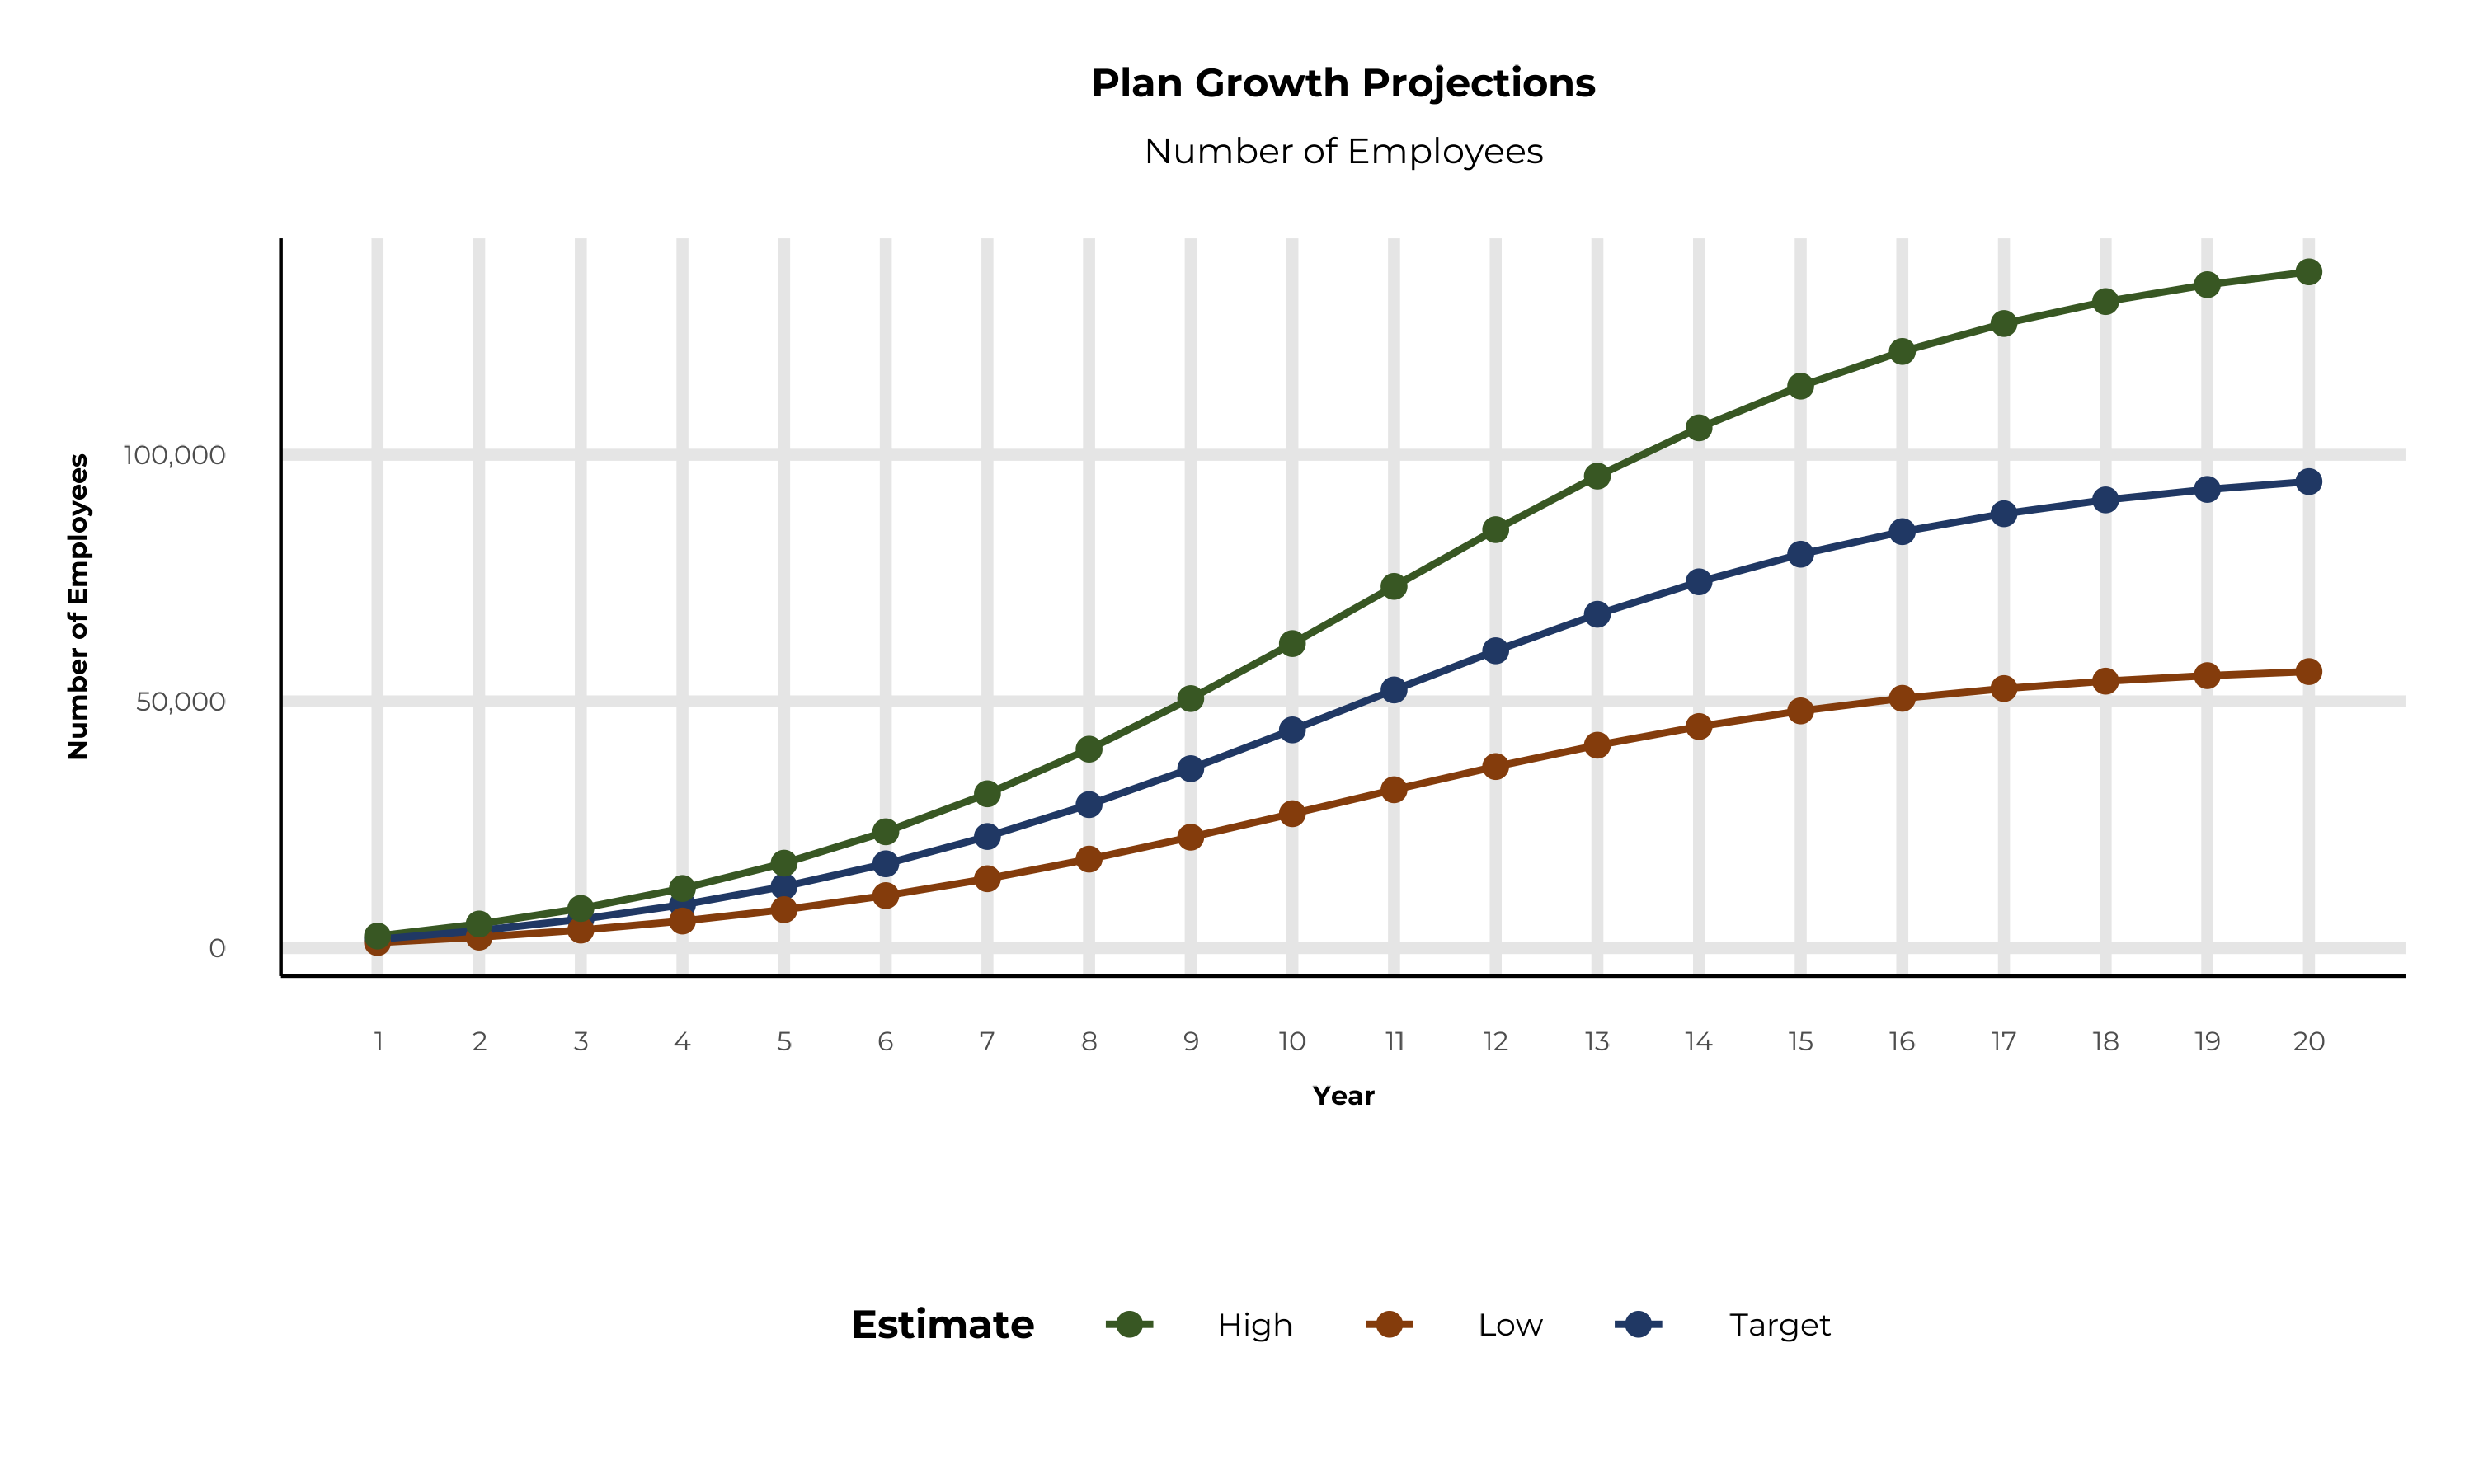 Plan Growth Projections
Number of Employees
Number of Employees
100,000
50,000
0
1 2 3 4 5 6 7 8 9 10 11 12 13 14 15 16 17 18 19 20
Year
Estimate High Low Target